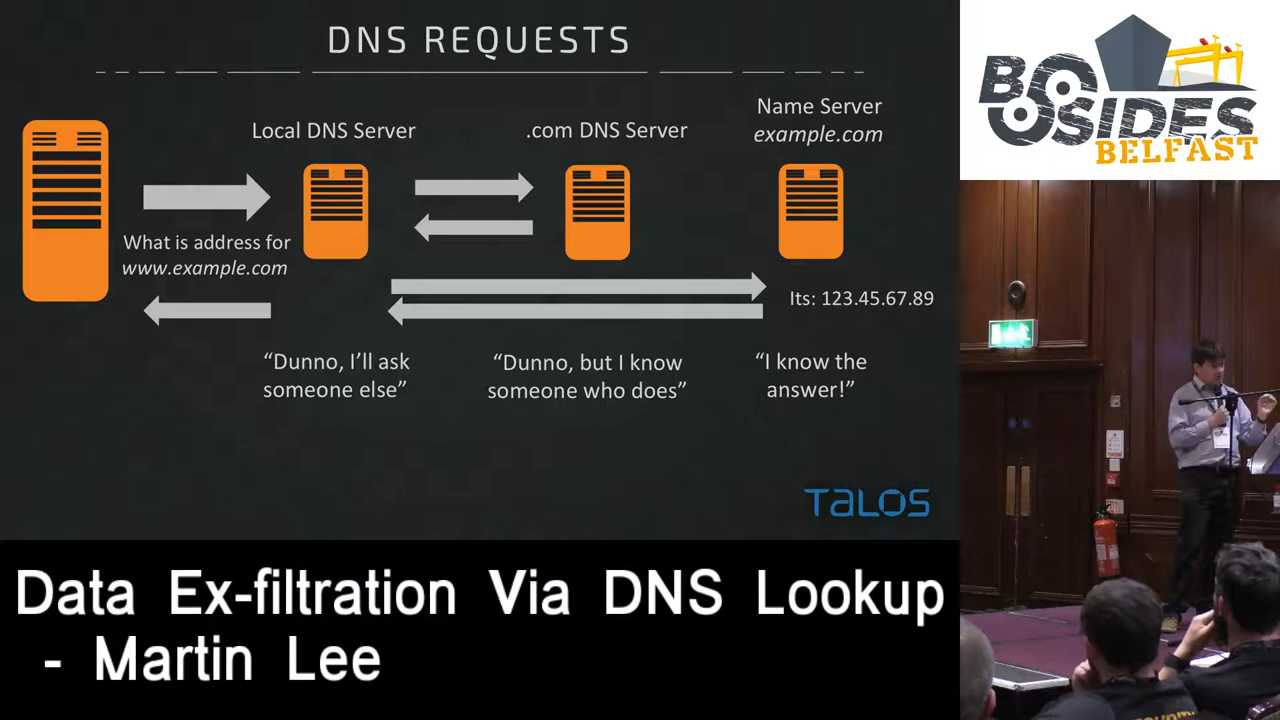 DNS REQUESTS
Local DNS Server
.com DNS Server
Name Server
example.com
What is address for
www.example.com
Its: 123.45.67.89
“Dunno, I’ll ask
someone else”
“Dunno, but I know
someone who does”
“I know the
answer!”
TALOS
BSIDES
BELFAST
Data Ex-filtration Via DNS Lookup
- Martin Lee